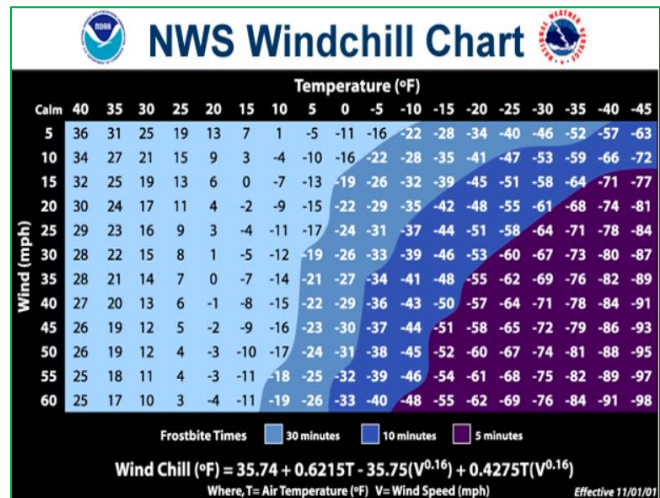 NOAA
NWS Windchill Chart
Temperature (ºF)
Calm 40 35 30 25 20 15 10 5 0 -5 -10 -15 -20 -25 -30 -35 -40 -45
5 36 31 25 19 13 7 1 -5 -11 -16 -22 -28 -34 -40 -46 -52 -57 -63
10 34 27 21 15 9 3 -4 -10 -16 -22 -28 -35 -41 -47 -53 -59 -66 -72
15 32 25 19 13 6 0 -7 -13 -19 -26 -32 -39 -45 -51 -58 -64 -71 -77
20 30 24 17 11 4 -2 -9 -15 -22 -29 -35 -42 -48 -55 -61 -68 -74 -81
25 29 23 16 9 3 -4 -11 -17 -24 -31 -37 -44 -51 -58 -64 -71 -78 -84
30 28 22 15 8 1 -5 -12 -19 -26 -33 -39 -46 -53 -60 -67 -73 -80 -87
35 28 21 14 7 0 -7 -14 -21 -27 -34 -41 -48 -55 -62 -69 -76 -82 -89
40 27 20 13 6 -1 -8 -15 -22 -29 -36 -43 -50 -57 -64 -71 -78 -84 -91
45 26 19 12 5 -2 -9 -16 -23 -30 -37 -44 -51 -58 -65 -72 -79 -86 -93
50 26 19 12 4 -3 -10 -17 -24 -31 -38 -45 -52 -60 -67 -74 -81 -88 -95
55 25 18 11 4 -3 -11 -18 -25 -32 -39 -46 -54 -61 -68 -75 -82 -89 -97
60 25 17 10 3 -4 -11 -19 -26 -33 -40 -48 -55 -62 -69 -76 -84 -91 -98
Wind (mph)
Frostbite Times 30 minutes 10 minutes 5 minutes
Wind Chill (ºF) = 35.74 + 0.6215T - 35.75(V0.16) + 0.4275T(V0.16)
Where, T= Air Temperature (ºF) V= Wind Speed (mph)
Effective 11/01/01